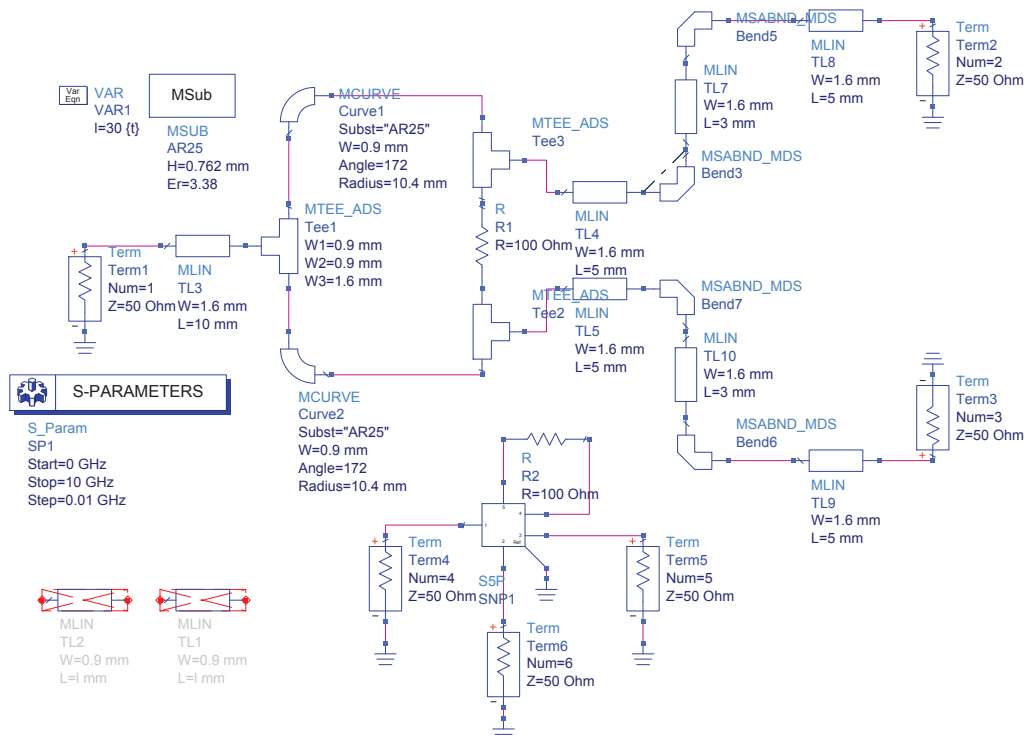 Var
Eqn
VAR
VAR1
l=30 {t}
MSub
MSUB
AR25
H=0.762 mm
Er=3.38
MCURVE
Curve1
Subst="AR25"
W=0.9 mm
Angle=172
Radius=10.4 mm
MTEE_ADS
Tee3
MSABND_MDS
Bend5
MLIN
TL8
W=1.6 mm
L=5 mm
+
Term
Term2
Num=2
Z=50 Ohm
-
MLIN
TL7
W=1.6 mm
L=3 mm
MSABND_MDS
Bend3
MLIN
TL4
W=1.6 mm
L=5 mm
R
R1
R=100 Ohm
MTEE_ADS
Tee1
W1=0.9 mm
W2=0.9 mm
W3=1.6 mm
+
Term
Term1
Num=1
Z=50 Ohm
-
MLIN
TL3
W=1.6 mm
L=10 mm
MTEE_ADS
Tee2
MLIN
TL5
W=1.6 mm
L=5 mm
MSABND_MDS
Bend7
MLIN
TL10
W=1.6 mm
L=3 mm
MSABND_MDS
Bend6
-
Term
Term3
Num=3
Z=50 Ohm
+
MLIN
TL9
W=1.6 mm
L=5 mm
S-PARAMETERS
S_Param
SP1
Start=0 GHz
Stop=10 GHz
Step=0.01 GHz
MCURVE
Curve2
Subst="AR25"
W=0.9 mm
Angle=172
Radius=10.4 mm
R
R2
R=100 Ohm
5
4
1
2
3
Ref
S5P
SNP1
+
Term
Term4
Num=4
Z=50 Ohm
-
+
Term
Term5
Num=5
Z=50 Ohm
-
+
Term
Term6
Num=6
Z=50 Ohm
-
MLIN
TL2
W=0.9 mm
L=l mm
MLIN
TL1
W=0.9 mm
L=l mm